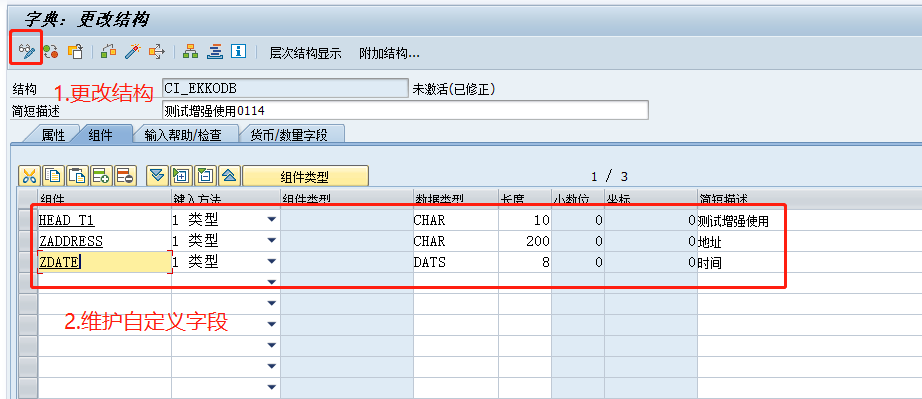 字典: 更改结构
层次结构显示 附加结构...
结构 CI_EKKODB 未激活(已修正)
1.更改结构
简短描述 测试增强使用0114
属性 组件 输入帮助/检查 货币/数量字段
组件类型 1 / 3
组件 键入方法 组件类型 数据类型 长度 小数位 坐标 简短描述
HEAD_T1 1 类型 CHAR 10 0 0 测试增强使用
ZADDRESS 1 类型 CHAR 200 0 0 地址
ZDATE 1 类型 DATS 8 0 0 时间
2.维护自定义字段